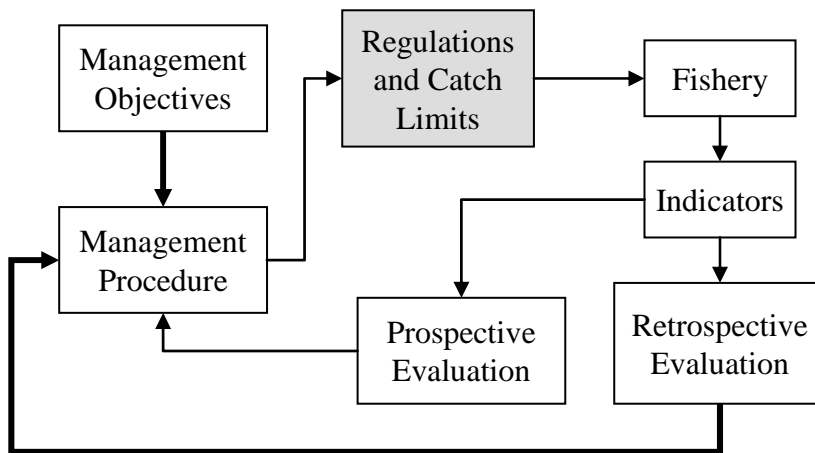 Management
Objectives
Regulations
and Catch
Limits
Fishery
Management
Procedure
Indicators
Prospective
Evaluation
Retrospective
Evaluation